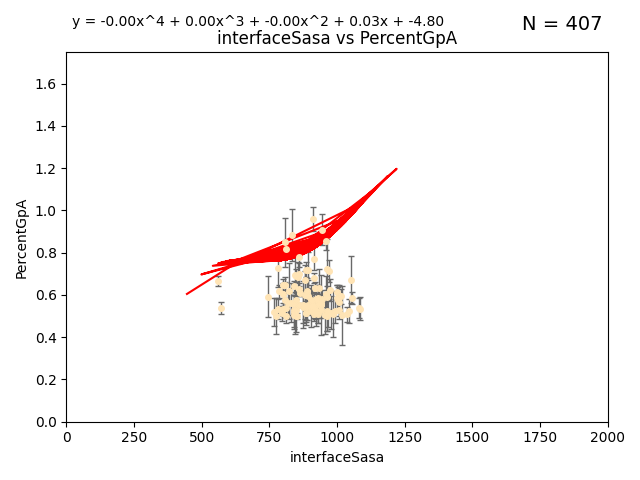 y = -0.00x^4 + 0.00x^3 + -0.00x^2 + 0.03x + -4.80
N = 407
interfaceSasa vs PercentGpA
PercentGpA
1.6
1.4
1.2
1.0
0.8
0.6
0.4
0.2
0.0
0 250 500 750 1000 1250 1500 1750 2000
interfaceSasa